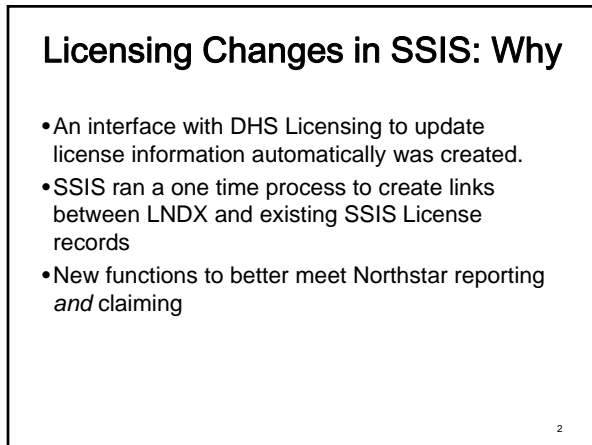 Licensing Changes in SSIS: Why
•An interface with DHS Licensing to update
license information automatically was created.
•SSIS ran a one time process to create links
between LNDX and existing SSIS License
records
•New functions to better meet Northstar reporting
and claiming
2